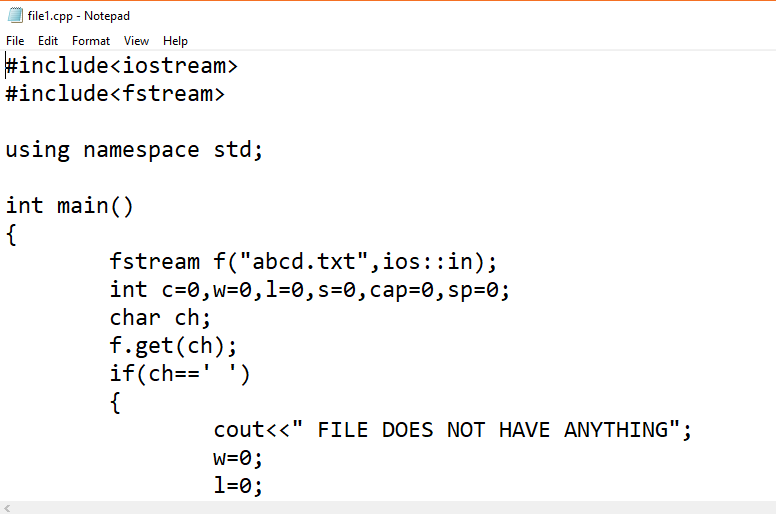 file1.cpp - Notepad
File Edit Format View Help
#include<iostream>
#include<fstream>
using namespace std;
int main()
{
fstream f("abcd.txt",ios::in);
int c=0,w=0,l=0,s=0,cap=0,sp=0;
char ch;
f.get(ch);
if(ch==' ')
{
cout<<" FILE DOES NOT HAVE ANYTHING";
w=0;
l=0;